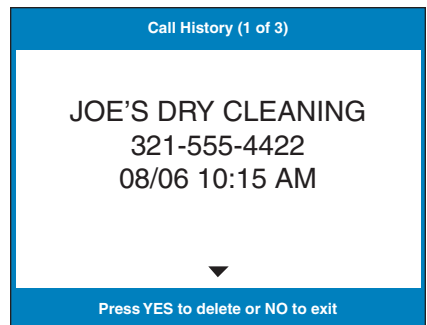 Call History (1 of 3)
JOE'S DRY CLEANING
321-555-4422
08/06 10:15 AM
Press YES to delete or NO to exit